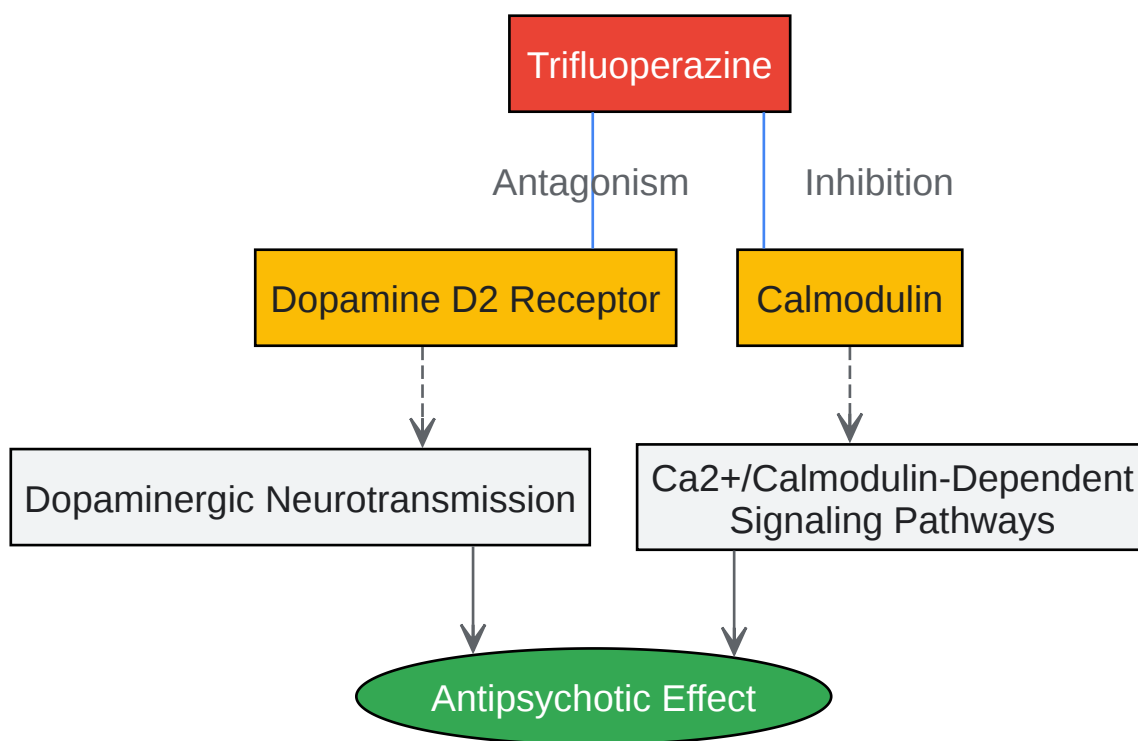 Trifluoperazine
Antagonism
Inhibition
Dopamine D2 Receptor
Calmodulin
Dopaminergic Neurotransmission
Ca2+/Calmodulin-Dependent
Signaling Pathways
Antipsychotic Effect